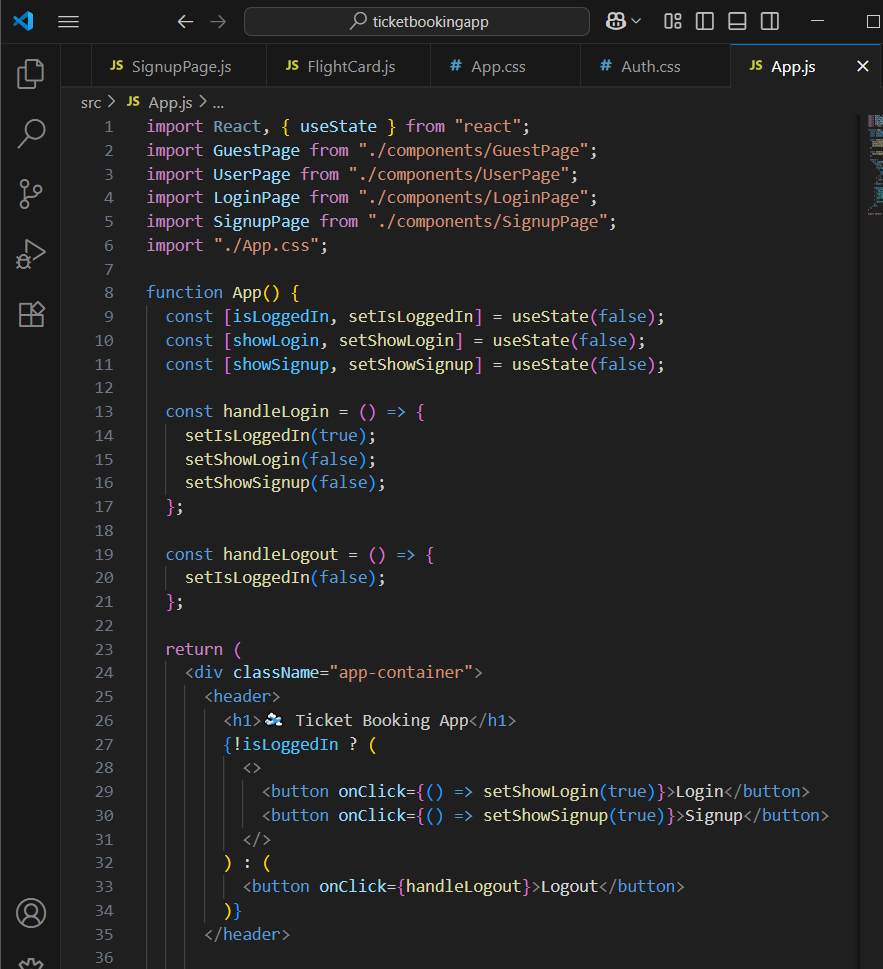 ticketbookingapp
JS SignupPage.js
JS FlightCard.js
# App.css
# Auth.css
JS App.js
src > JS App.js > ...
1 import React, { useState } from "react";
2 import GuestPage from "./components/GuestPage";
3 import UserPage from "./components/UserPage";
4 import LoginPage from "./components/LoginPage";
5 import SignupPage from "./components/SignupPage";
6 import "./App.css";
7
8 function App() {
9 const [isLoggedIn, setIsLoggedIn] = useState(false);
10 const [showLogin, setShowLogin] = useState(false);
11 const [showSignup, setShowSignup] = useState(false);
12
13 const handleLogin = () => {
14 setIsLoggedIn(true);
15 setShowLogin(false);
16 setShowSignup(false);
17 };
18
19 const handleLogout = () => {
20 setIsLoggedIn(false);
21 };
22
23 return (
24 <div className="app-container">
25 <header>
26 <h1> Ticket Booking App</h1>
27 {!isLoggedIn ? (
28 <>
29 <button onClick={() => setShowLogin(true)}>Login</button>
30 <button onClick={() => setShowSignup(true)}>Signup</button>
31 </>
32 ) : (
33 <button onClick={handleLogout}>Logout</button>
34 )}
35 </header>
36